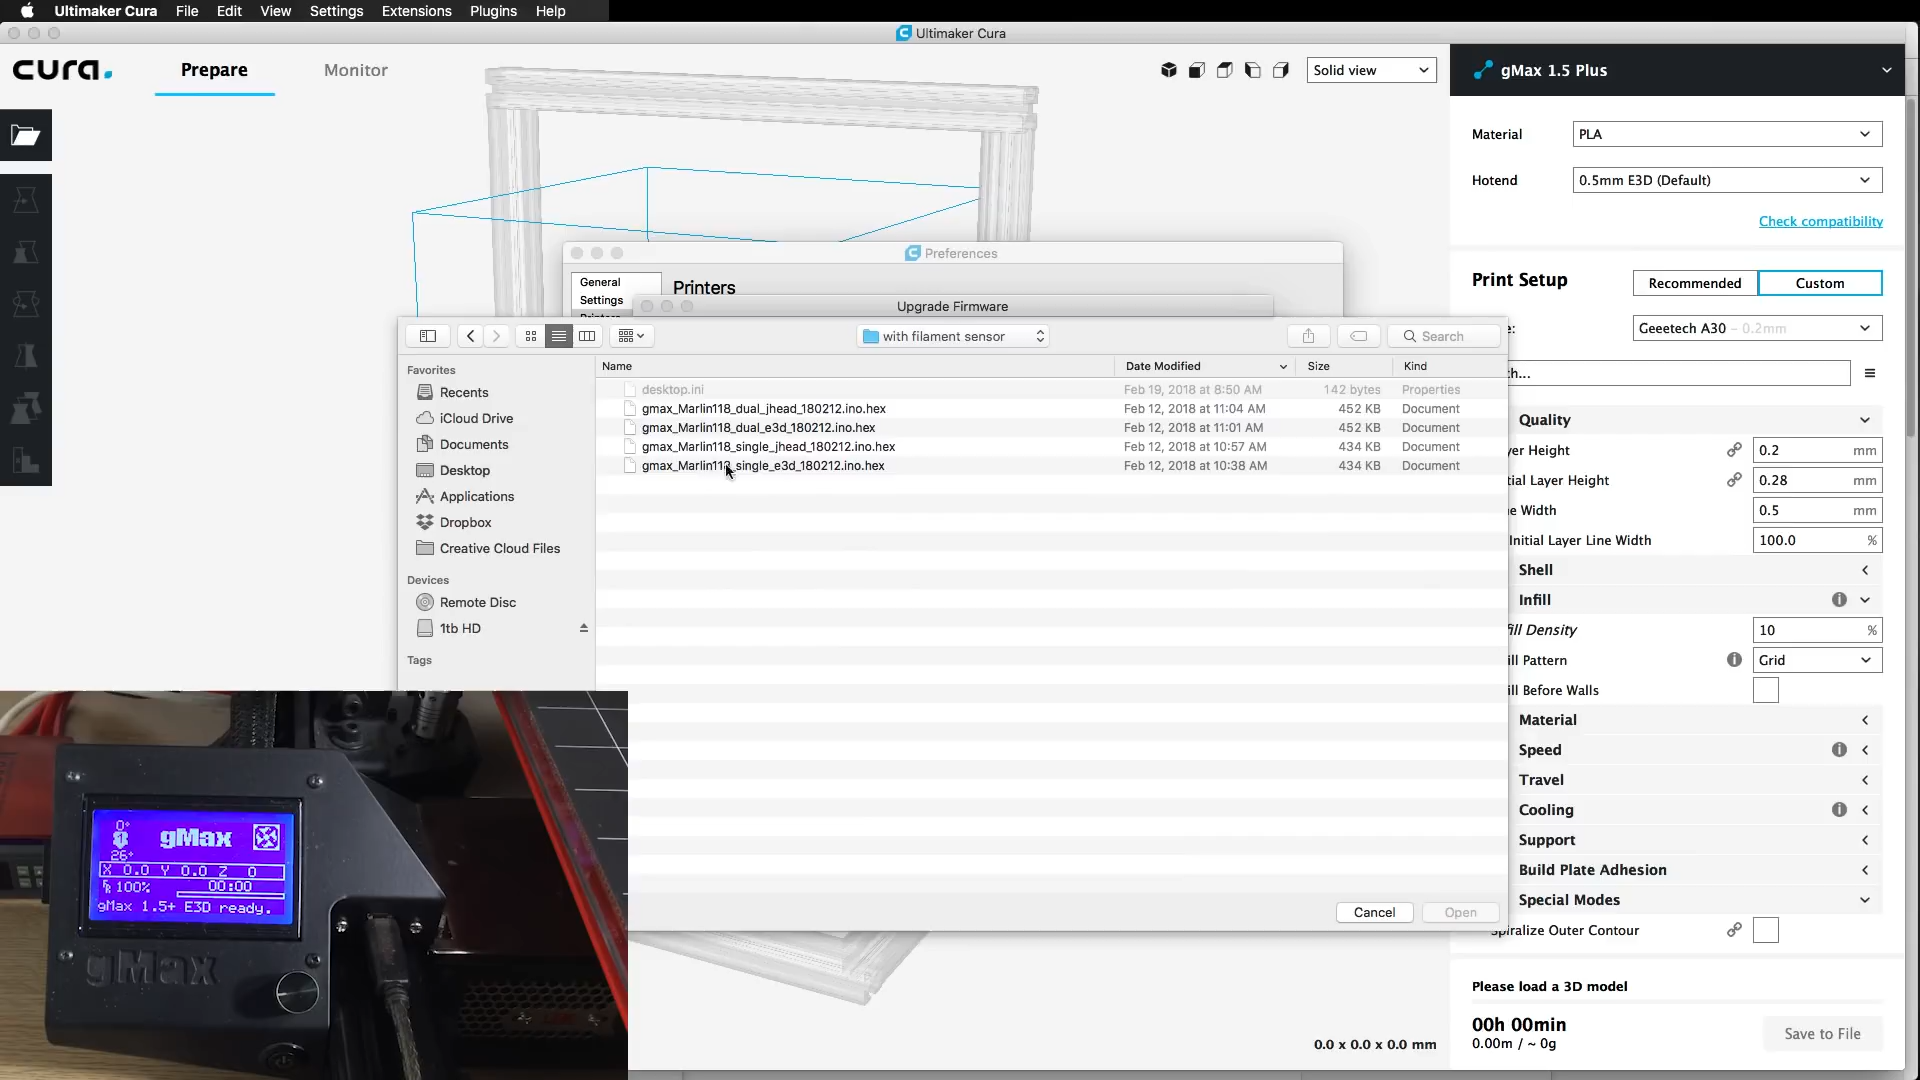 Ultimaker Cura File Edit View Settings Extensions Plugins Help
Ultimaker Cura
cura.
Prepare
Monitor
Solid view
gMax 1.5 Plus
Material
PLA
Hotend
0.5mm E3D (Default)
Check compatibility
Preferences
General
Settings
Printers
Upgrade Firmware
Print Setup
Recommended
Custom
with filament sensor
Search
e:
Geeetech A30 - 0.2mm
Favorites
Recents
iCloud Drive
Documents
Desktop
Applications
Dropbox
Creative Cloud Files
Devices
Remote Disc
1tb HD
Tags
Name Date Modified Size Kind
desktop.ini Feb 19, 2018 at 8:50 AM 142 bytes Properties
gmax_Marlin118_dual_jhead_180212.ino.hex Feb 12, 2018 at 11:04 AM 452 KB Document
gmax_Marlin118_dual_e3d_180212.ino.hex Feb 12, 2018 at 11:01 AM 452 KB Document
gmax_Marlin118_single_jhead_180212.ino.hex Feb 12, 2018 at 10:57 AM 434 KB Document
gmax_Marlin118_single_e3d_180212.ino.hex Feb 12, 2018 at 10:38 AM 434 KB Document
Cancel
Open
h...
Quality
yer Height 0.2 mm
tial Layer Height 0.28 mm
e Width 0.5 mm
Initial Layer Line Width 100.0 %
Shell
Infill
fill Density 10 %
ill Pattern Grid
ill Before Walls
Material
Speed
Travel
Cooling
Support
Build Plate Adhesion
Special Modes
Spiralize Outer Contour
Please load a 3D model
00h 00min
0.00m / ~ 0g
Save to File
0.0 x 0.0 x 0.0 mm
0°
gMax
26°
X 0.0 Y 0.0 Z 0
100% 00:00
gMax 1.5+ E3D ready.
gMax